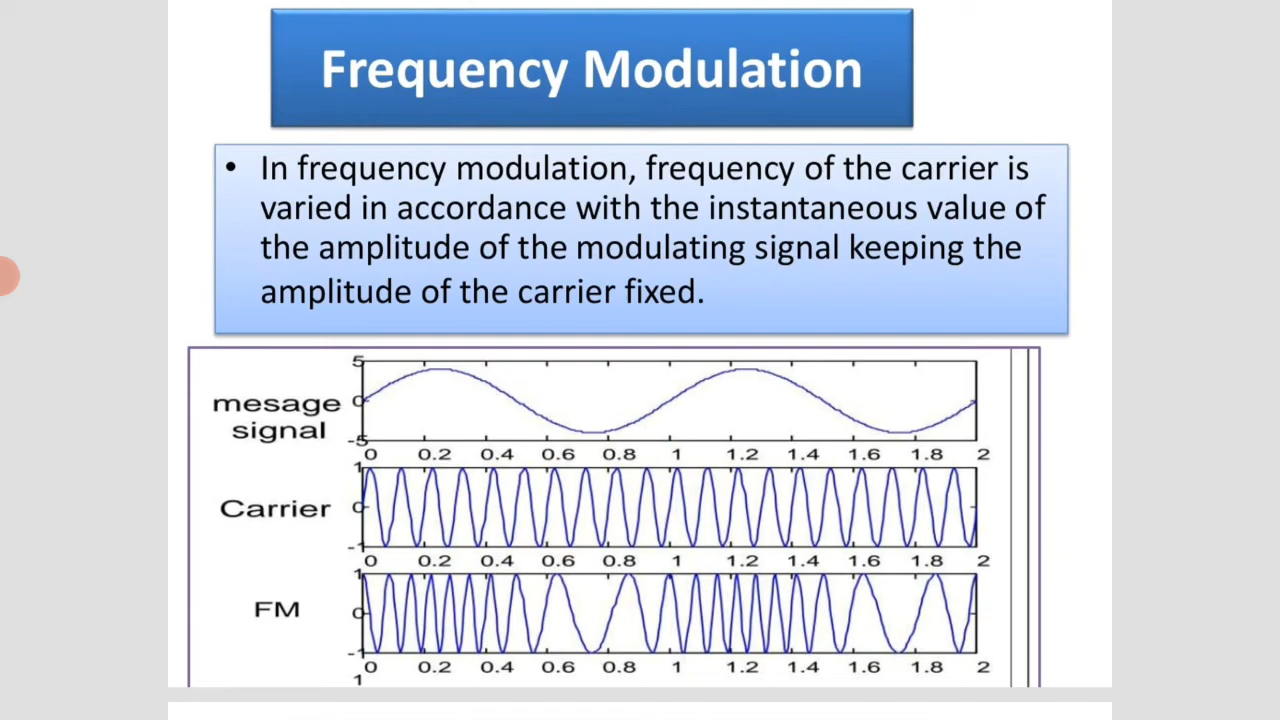 Frequency Modulation
• In frequency modulation, frequency of the carrier is
varied in accordance with the instantaneous value of
the amplitude of the modulating signal keeping the
amplitude of the carrier fixed.
5
mesage 0
signal
-5
0 0.2 0.4 0.6 0.8 1 1.2 1.4 1.6 1.8 2
1
Carrier 0
-1
0 0.2 0.4 0.6 0.8 1 1.2 1.4 1.6 1.8 2
1
FM 0
-1
0 0.2 0.4 0.6 0.8 1 1.2 1.4 1.6 1.8 2
1